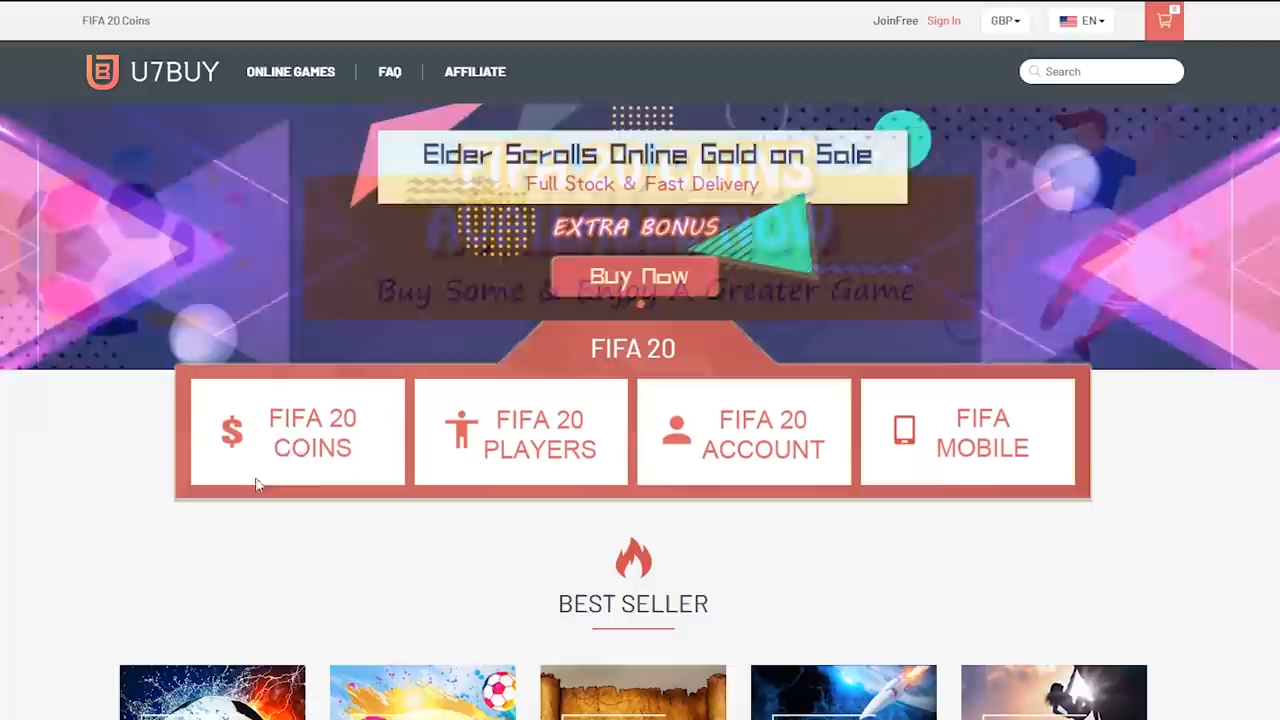 FIFA 20 Coins
JoinFree Sign In GBP EN 0
U7BUY ONLINE GAMES FAQ AFFILIATE Search
Elder Scrolls Online Gold on Sale
Full Stock & Fast Delivery
EXTRA BONUS
Buy Now
Buy Some & Enjoy A Greater Game
FIFA 20
FIFA 20
COINS
FIFA 20
PLAYERS
FIFA 20
ACCOUNT
FIFA
MOBILE
BEST SELLER